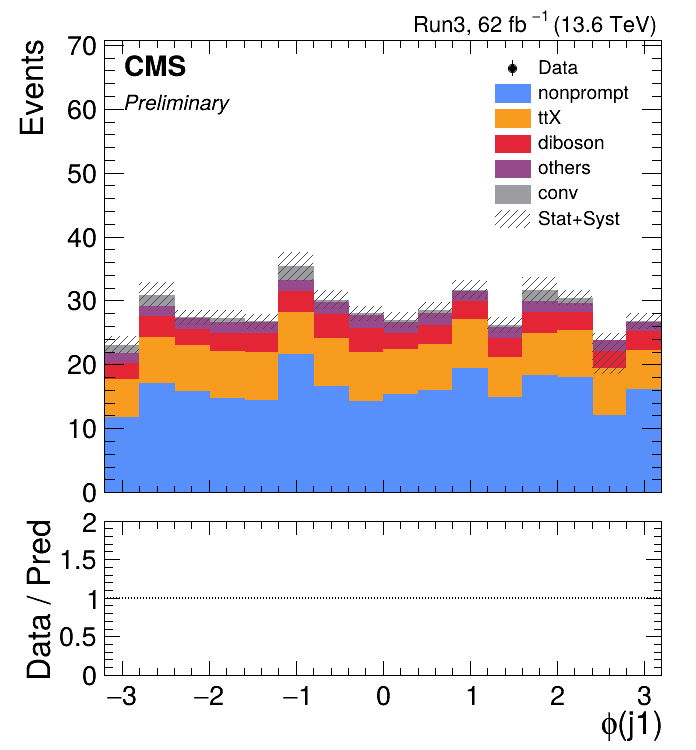 Run3, 62 fb⁻¹ (13.6 TeV)
CMS
Preliminary
Events
70
60
50
40
30
20
10
0
Data
nonprompt
ttX
diboson
others
conv
Stat+Syst
Data / Pred
2
1.5
1
0.5
0
−3 −2 −1 0 1 2 3
φ(j1)